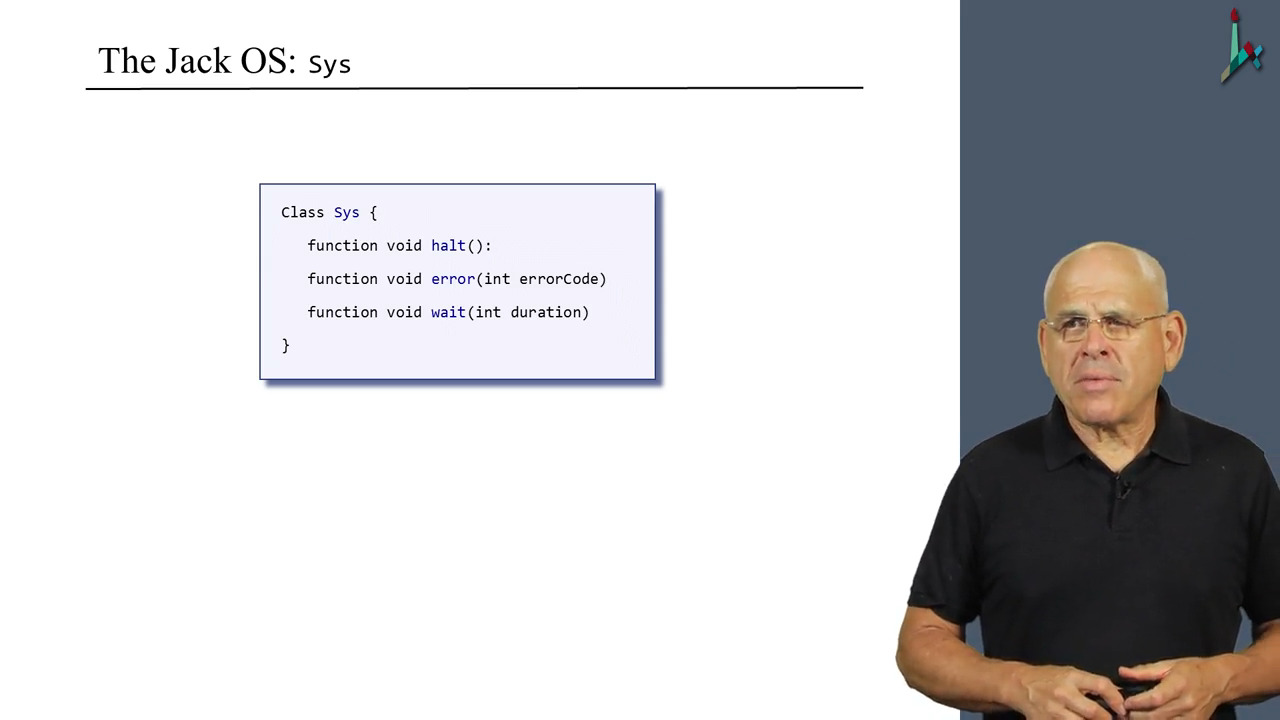 The Jack OS: Sys
Class Sys {
function void halt():
function void error(int errorCode)
function void wait(int duration)
}